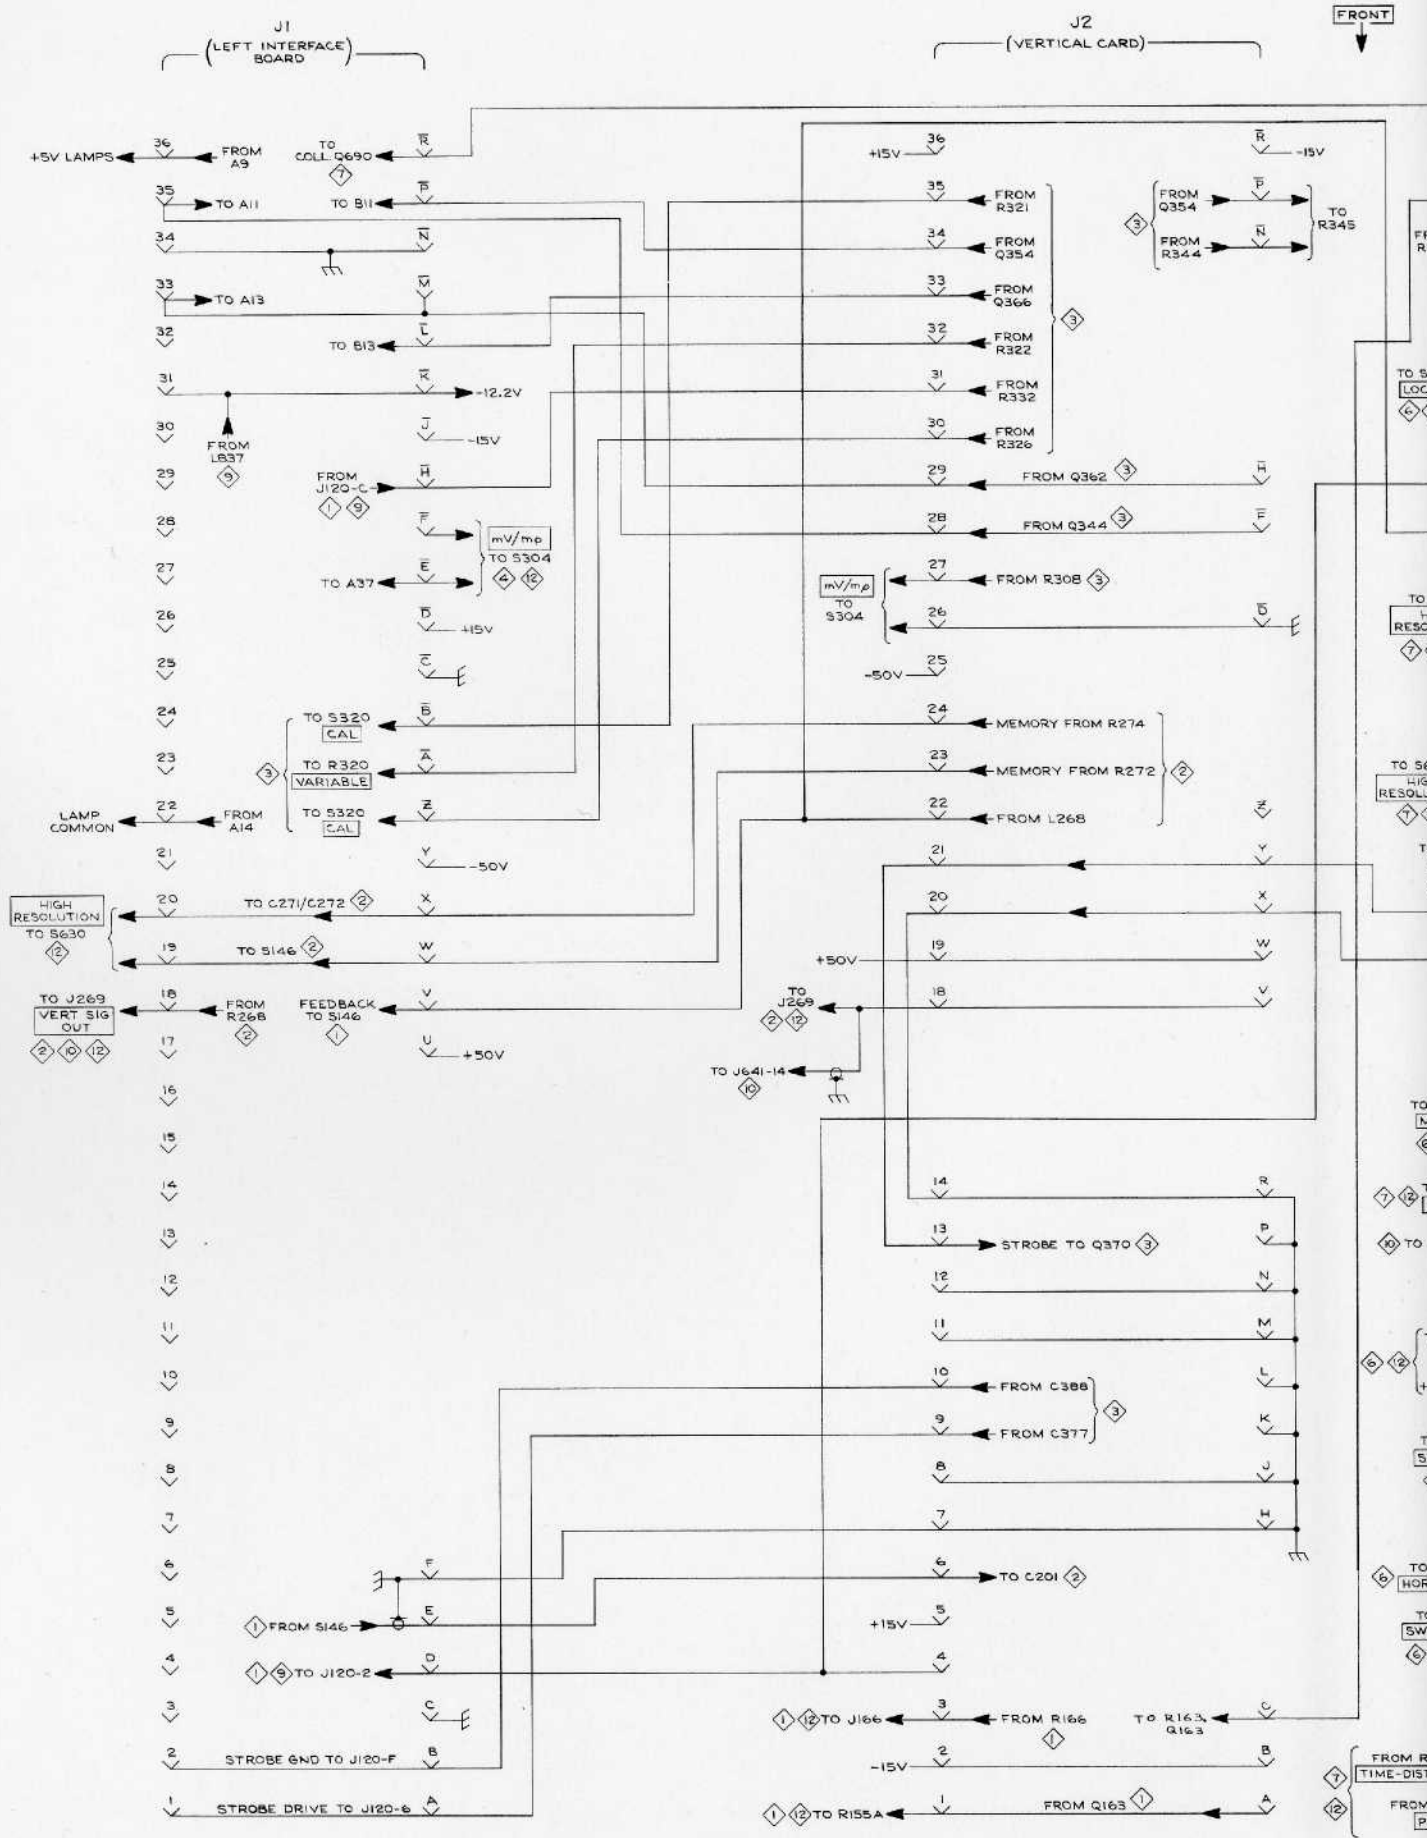 J1
(LEFT INTERFACE)
BOARD
J2
(VERTICAL CARD)
FRONT
36
+5V LAMPS
FROM
A9
TO
COLL Q690
7
R
36
+15V
R
-15V
35
TO A11
TO B11
P
35
FROM
R321
3
FROM
Q354
P
TO
R345
34
N
34
FROM
Q354
FROM
R344
N
33
TO A13
M
33
FROM
Q366
3
32
TO B13
L
32
FROM
R322
31
K
-12.2V
31
FROM
R332
30
FROM
L837
9
J
-15V
30
FROM
R326
29
FROM
J120-C
1 9
H
29
FROM Q362 3
H
28
F
mV/mρ
TO S304
4 12
28
FROM Q344 3
F
27
TO A37
E
mV/mρ
TO
S304
27
FROM R308 3
26
D
+15V
26
D
25
C
-50V
25
24
3
TO S320
CAL
B
24
MEMORY FROM R274
23
TO R320
VARIABLE
A
23
MEMORY FROM R272
2
LAMP
COMMON
22
FROM
A14
TO S320
CAL
Z
22
FROM L268
Z
21
Y
-50V
21
Y
HIGH
RESOLUTION
TO S630
12
20
TO C271/C272 2
X
20
X
19
TO S146 2
W
+50V
19
W
TO J269
VERT SIG
OUT
2 10 12
18
FROM
R268
2
FEEDBACK
TO S146
1
V
TO
J269
2 12
18
V
17
U
+50V
16
TO J641-14
10
15
14
14
R
13
13
STROBE TO Q370 3
P
12
12
N
11
11
M
10
10
FROM C388
3
L
9
9
FROM C377
K
8
8
J
7
7
H
6
F
6
TO C201 2
5
1 FROM S146
E
+15V
5
4
1 9 TO J120-2
D
4
3
C
1 12 TO J166
3
FROM R166
1
TO R163,
Q163
C
2
STROBE GND TO J120-F
B
-15V
2
B
1
STROBE DRIVE TO J120-6
A
1 12 TO R155A
1
FROM Q163 1
A
7 12
10 TO
6 12
6
7
12
FROM